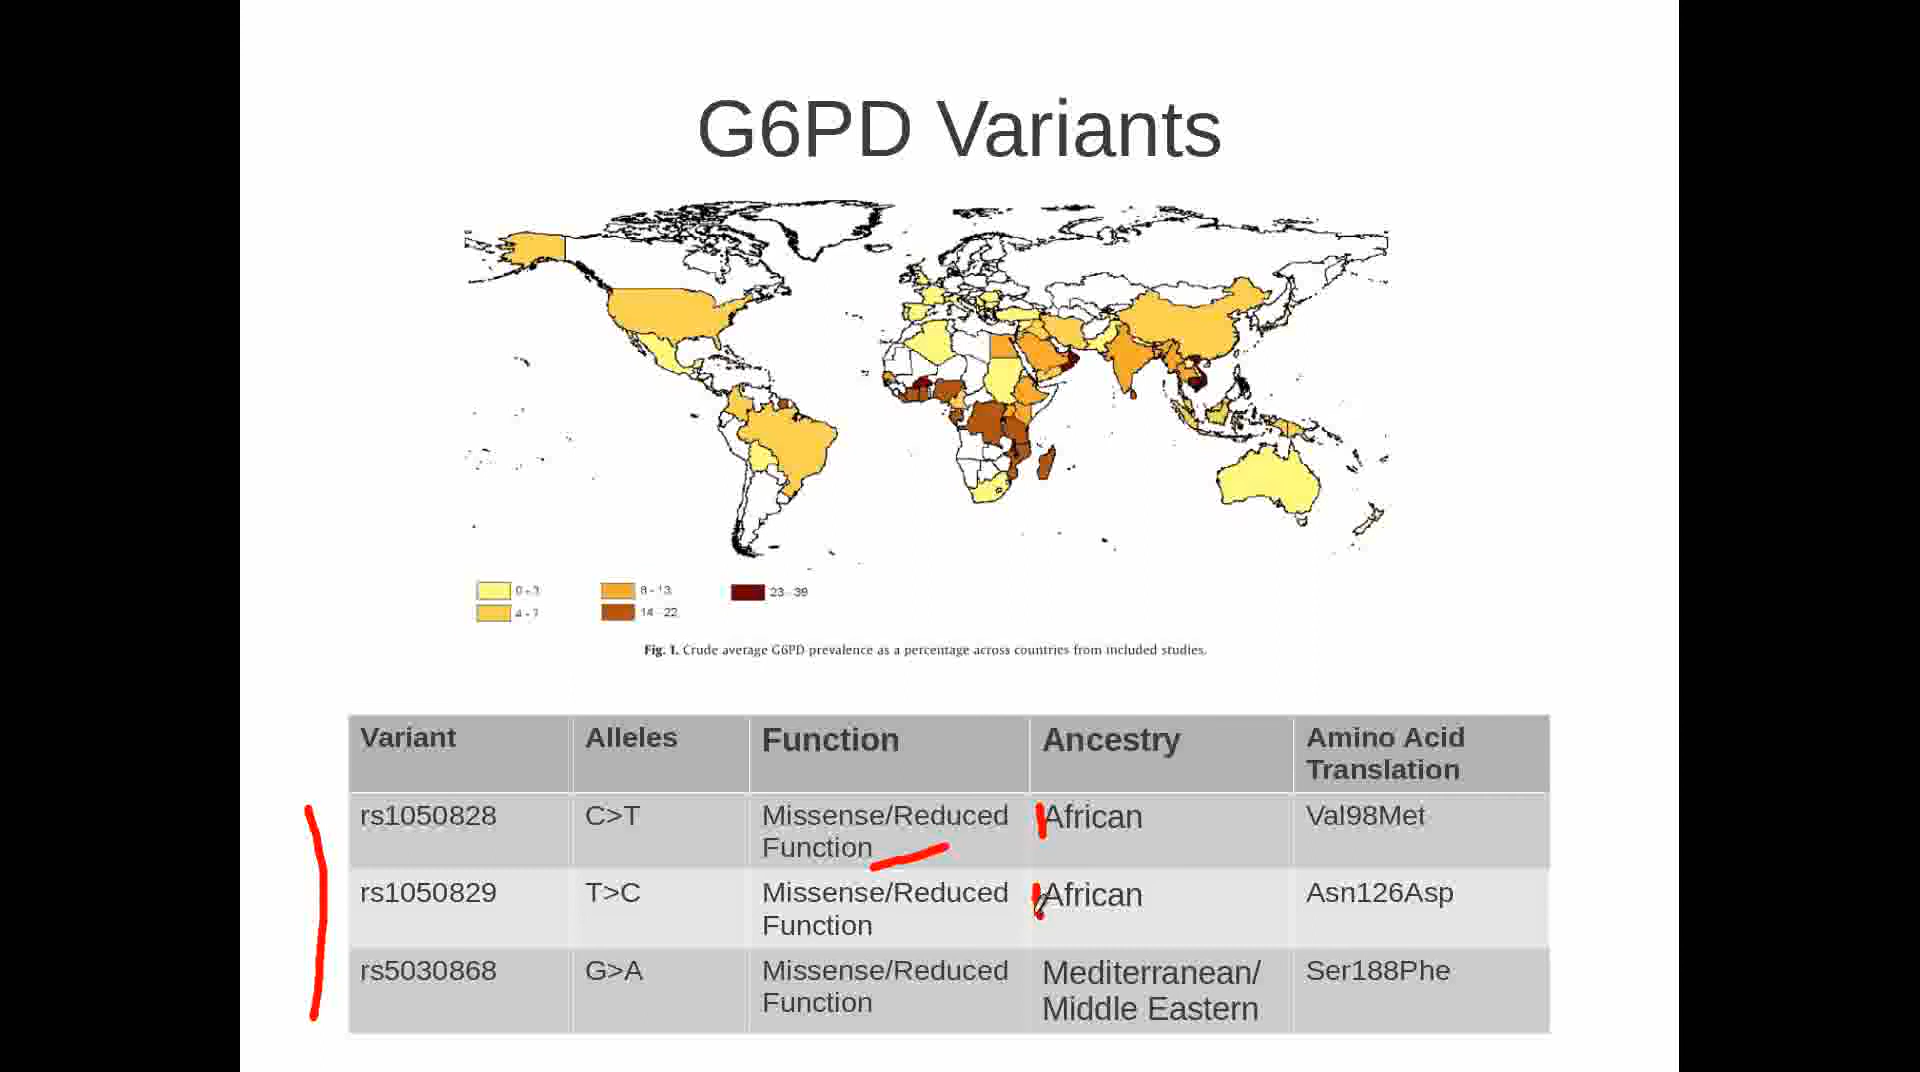 G6PD Variants
0 - 3
8 - 13
23 - 39
4 - 7
14 - 22
Fig. 1. Crude average G6PD prevalence as a percentage across countries from included studies.
Variant
Alleles
Function
Ancestry
Amino Acid
Translation
rs1050828
C>T
Missense/Reduced
Function
African
Val98Met
rs1050829
T>C
Missense/Reduced
Function
African
Asn126Asp
rs5030868
G>A
Missense/Reduced
Function
Mediterranean/
Middle Eastern
Ser188Phe